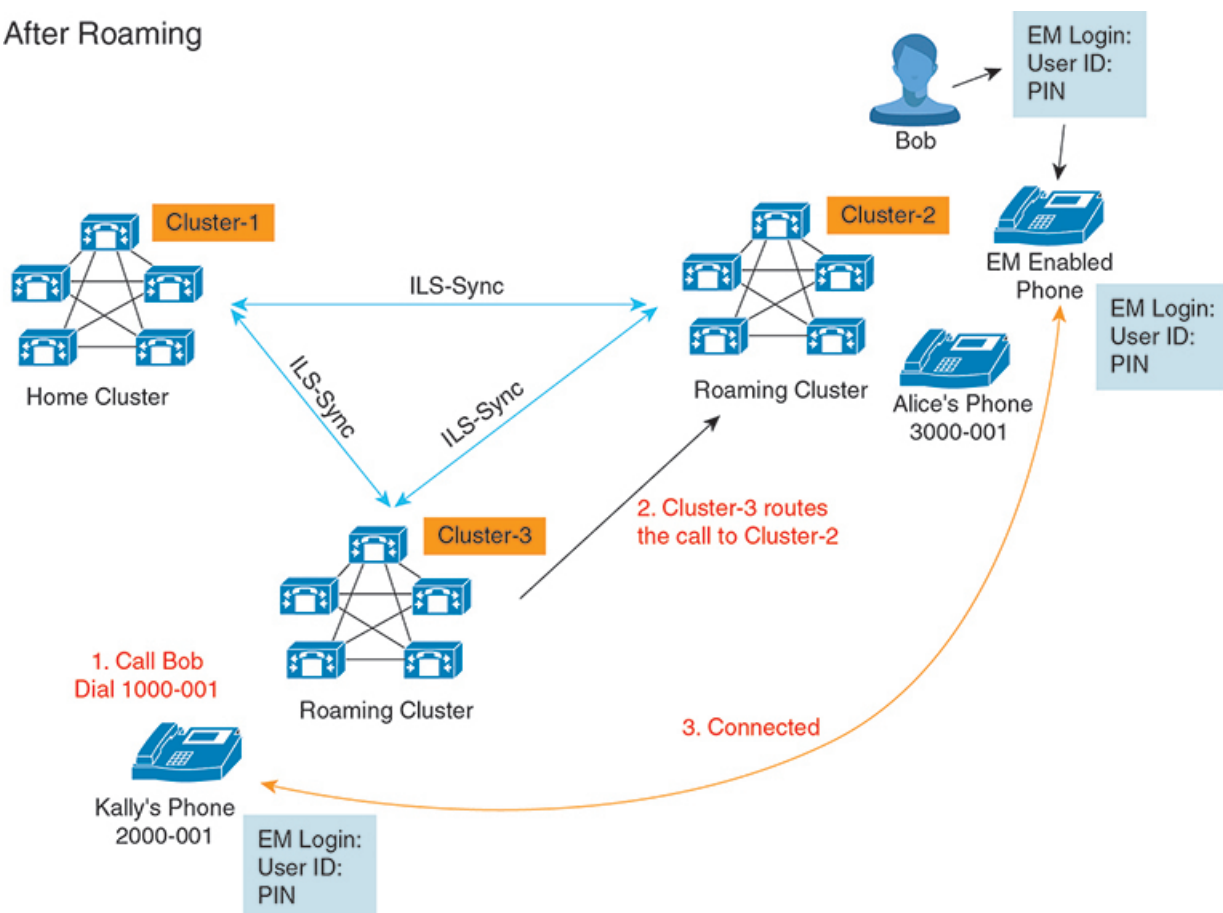 After Roaming
EM Login:
User ID:
PIN
Bob
Cluster-1
Cluster-2
EM Enabled
Phone
ILS-Sync
EM Login:
User ID:
PIN
Home Cluster
Roaming Cluster
Alice's Phone
3000-001
ILS-Sync
ILS-Sync
2. Cluster-3 routes
the call to Cluster-2
Cluster-3
1. Call Bob
Dial 1000-001
Roaming Cluster
3. Connected
Kally's Phone
2000-001
EM Login:
User ID:
PIN